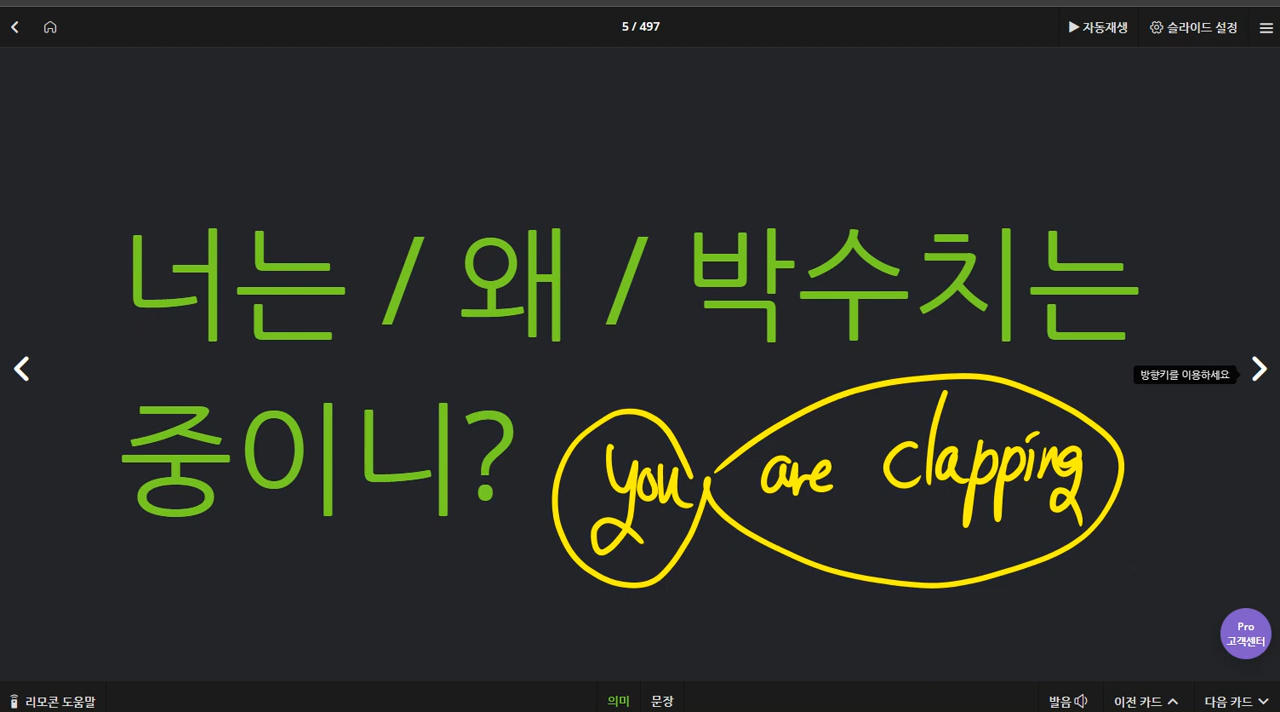 5 / 497
자동재생
슬라이드 설정
너는 / 왜 / 박수치는
중이니?
방향키를 이용하세요
you are clapping
Pro
고객센터
리모콘 도움말
의미
문장
발음
이전 카드
다음 카드